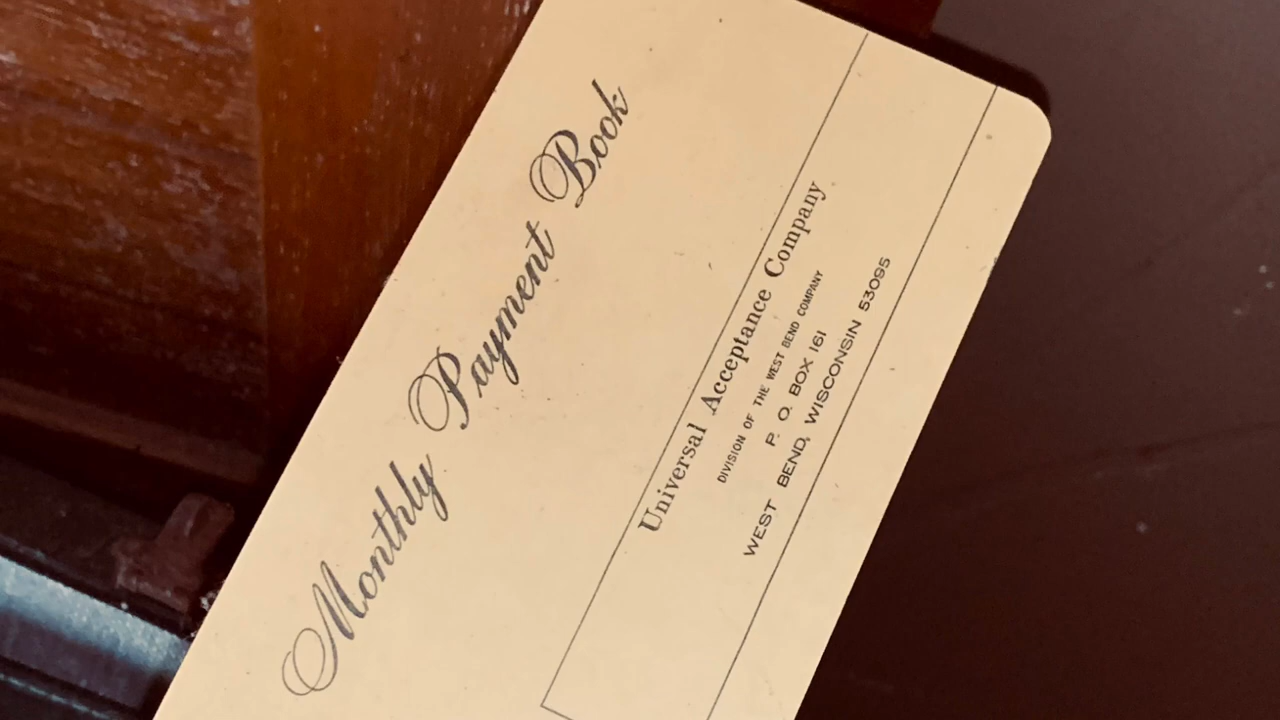 Monthly Payment Book
Universal Acceptance Company
DIVISION OF THE WEST BEND COMPANY
P. O. BOX 161
WEST BEND, WISCONSIN 53095